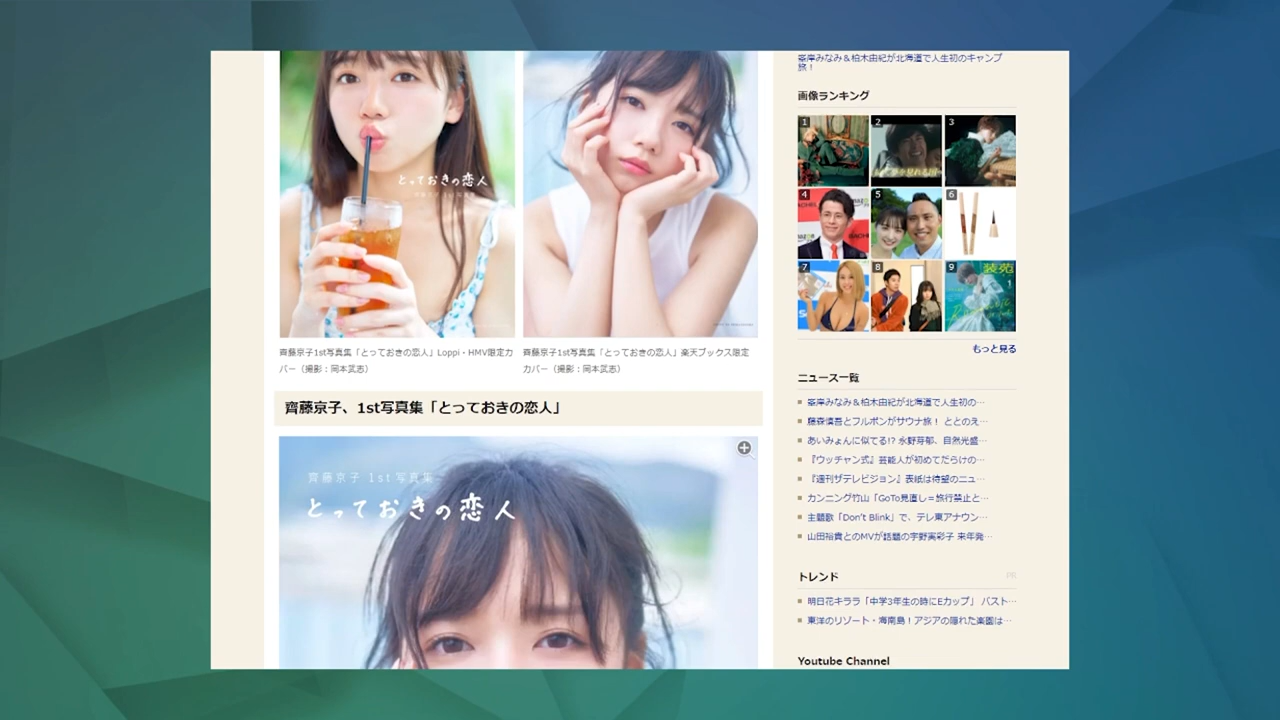 とっておきの恋人
齊藤京子1st写真集「とっておきの恋人」Loppi・HMV限定カ
バー（撮影：岡本武志）
齊藤京子1st写真集「とっておきの恋人」楽天ブックス限定
カバー（撮影：岡本武志）
齊藤京子、1st写真集「とっておきの恋人」
齊藤京子 1st 写真集
とっておきの恋人
峯岸みなみ＆柏木由紀が北海道で人生初のキャンプ
旅！
画像ランキング
1
2
3
4
5
6
7
8
9
装苑
もっと見る
ニュース一覧
峯岸みなみ＆柏木由紀が北海道で人生初の…
藤森慎吾とフルポンがサウナ旅！ ととのえ…
あいみょんに似てる!? 永野芽郁、自然光盛…
『ウッチャン式』芸能人が初めてだらけの…
『週刊ザテレビジョン』表紙は待望のニュ…
カンニング竹山「GoTo見直し＝旅行禁止と…
主題歌「Don't Blink」で、テレ東アナウン…
山田裕貴とのMVが話題の宇野実彩子 来年発…
トレンド
PR
明日花キララ「中学3年生の時にEカップ」 バスト…
東洋のリゾート・海南島！アジアの隠れた楽園は…
Youtube Channel